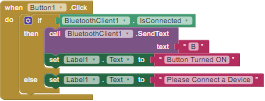 when Button1 .Click
do if BluetoothClient1 . IsConnected
then call BluetoothClient1 .SendText
text " B "
set Label1 . Text to " Button Turned ON "
else set Label1 . Text to " Please Connect a Device "